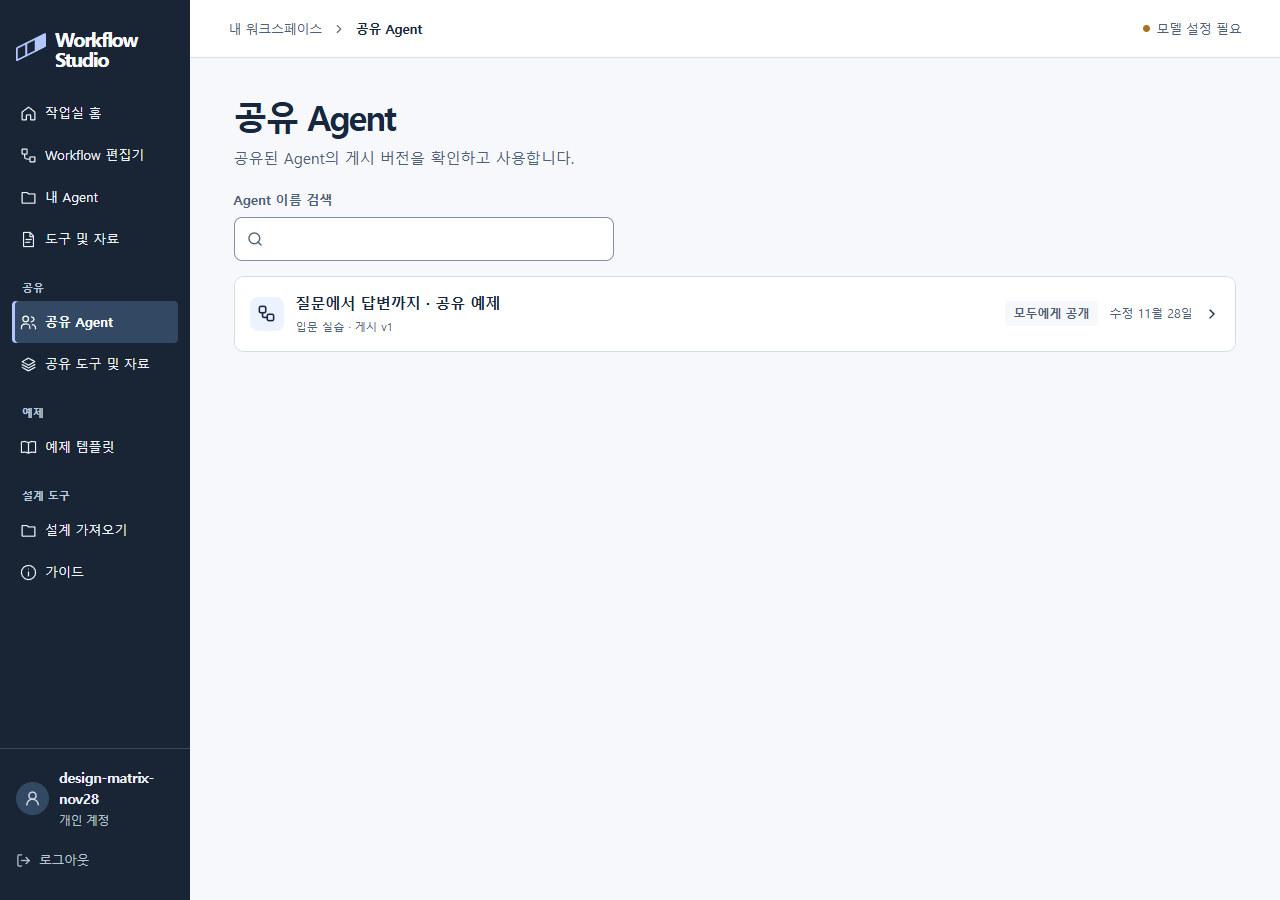 Workflow
Studio
작업실 홈
Workflow 편집기
내 Agent
도구 및 자료
공유
공유 Agent
공유 도구 및 자료
예제
예제 템플릿
설계 도구
설계 가져오기
가이드
design-matrix-
nov28
개인 계정
로그아웃
내 워크스페이스 > 공유 Agent
모델 설정 필요
공유 Agent
공유된 Agent의 게시 버전을 확인하고 사용합니다.
Agent 이름 검색
질문에서 답변까지 · 공유 예제
입문 실습 · 게시 v1
모두에게 공개
수정 11월 28일